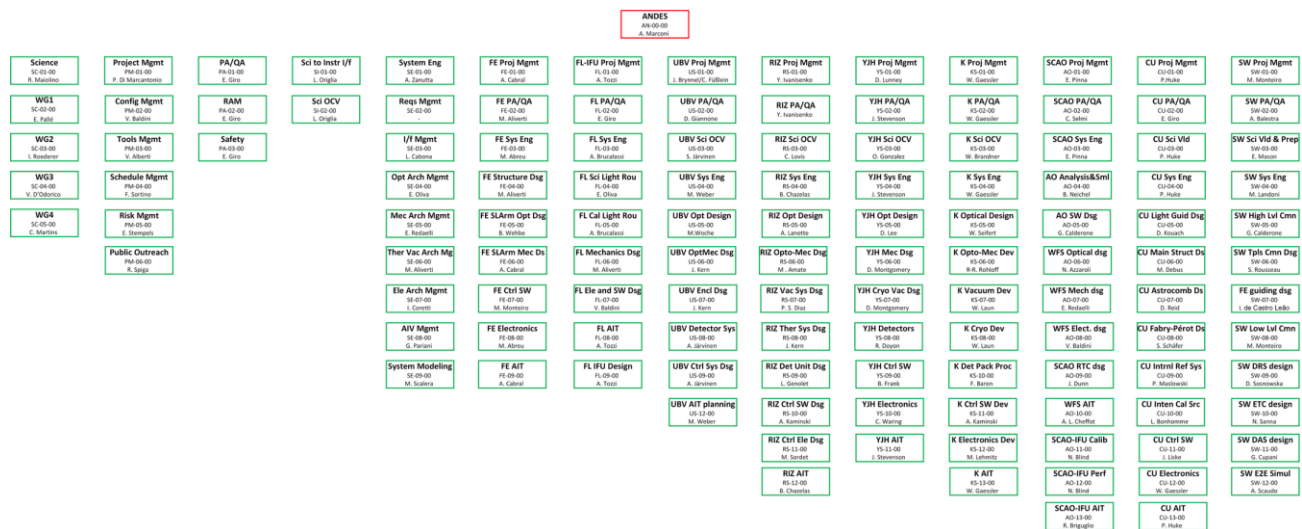 ANDES
AN-00-00
A. Marconi
Science
SC-01-00
R. Maiolino
WG1
SC-02-00
E. Pallé
WG2
SC-03-00
I. Roederer
WG3
SC-04-00
V. D'Odorico
WG4
SC-05-00
C. Martins
Project Mgmt
PM-01-00
P. Di Marcantonio
Config Mgmt
PM-02-00
V. Baldini
Tools Mgmt
PM-03-00
V. Alberti
Schedule Mgmt
PM-04-00
F. Sortino
Risk Mgmt
PM-05-00
E. Stempels
Public Outreach
PM-06-00
R. Spiga
PA/QA
PA-01-00
E. Giro
RAM
PA-02-00
E. Giro
Safety
PA-03-00
E. Giro
Sci to Instr I/f
SI-01-00
L. Origlia
Sci OCV
SI-02-00
L. Origlia
System Eng
SE-01-00
A. Zanutta
Reqs Mgmt
SE-02-00
-
I/f Mgmt
SE-03-00
L. Cabona
Opt Arch Mgmt
SE-04-00
E. Oliva
Mec Arch Mgmt
SE-05-00
E. Redaelli
Ther Vac Arch Mg
SE-06-00
M. Aliverti
Ele Arch Mgmt
SE-07-00
I. Coretti
AIV Mgmt
SE-08-00
G. Pariani
System Modeling
SE-09-00
M. Scalera
FE Proj Mgmt
FE-01-00
A. Cabral
FE PA/QA
FE-02-00
M. Aliverti
FE Sys Eng
FE-03-00
M. Abreu
FE Structure Dsg
FE-04-00
M. Aliverti
FE SLArm Opt Dsg
FE-05-00
B. Wehbe
FE SLArm Mec Ds
FE-06-00
A. Cabral
FE Ctrl SW
FE-07-00
M. Monteiro
FE Electronics
FE-08-00
M. Abreu
FE AIT
FE-09-00
A. Cabral
FL-IFU Proj Mgmt
FL-01-00
A. Tozzi
FL PA/QA
FL-02-00
E. Giro
FL Sys Eng
FL-03-00
A. Brucalassi
FL Sci Light Rou
FL-04-00
E. Oliva
FL Cal Light Rou
FL-05-00
A. Brucalassi
FL Mechanics Dsg
FL-06-00
M. Aliverti
FL Ele and SW Dsg
FL-07-00
V. Baldini
FL AIT
FL-08-00
A. Tozzi
FL IFU Design
FL-09-00
A. Tozzi
UBV Proj Mgmt
US-01-00
J. Brynnel/C. Füßlein
UBV PA/QA
US-02-00
D. Giannone
UBV Sci OCV
US-03-00
S. Järvinen
UBV Sys Eng
US-04-00
M. Weber
UBV Opt Design
US-05-00
M.Woche
UBV OptMec Dsg
US-06-00
J. Kern
UBV Encl Dsg
US-07-00
J. Kern
UBV Detector Sys
US-08-00
A. Järvinen
UBV Ctrl Sys Dsg
US-09-00
A. Järvinen
UBV AIT planning
US-12-00
M. Weber
RIZ Proj Mgmt
RS-01-00
Y. Ivanisenko
RIZ PA/QA
Y. Ivanisenko
RIZ Sci OCV
RS-03-00
C. Lovis
RIZ Sys Eng
RS-04-00
B. Chazelas
RIZ Opt Design
RS-05-00
A. Lanotte
RIZ Opto-Mec Dsg
RS-06-00
M . Amate
RIZ Vac Sys Dsg
RS-07-00
P. S. Diaz
RIZ Ther Sys Dsg
RS-08-00
J. Kern
RIZ Det Unit Dsg
RS-09-00
L. Genolet
RIZ Ctrl SW Dsg
RS-10-00
A. Kaminski
RIZ Ctrl Ele Dsg
RS-11-00
M. Sordet
RIZ AIT
RS-12-00
B. Chazelas
YJH Proj Mgmt
YS-01-00
D. Lunney
YJH PA/QA
YS-02-00
J. Stevenson
YJH Sci OCV
YS-03-00
O. Gonzalez
YJH Sys Eng
YS-04-00
J. Stevenson
YJH Opt Design
YS-05-00
D. Lee
YJH Mec Dsg
YS-06-00
D. Montgomery
YJH Cryo Vac Dsg
YS-07-00
D. Montgomery
YJH Detectors
YS-08-00
R. Doyon
YJH Ctrl SW
YS-09-00
B. Frank
YJH Electronics
YS-10-00
C. Waring
YJH AIT
YS-11-00
J. Stevenson
K Proj Mgmt
KS-01-00
W. Gaessler
K PA/QA
KS-02-00
W. Gaessler
K Sci OCV
KS-03-00
W. Brandner
K Sys Eng
KS-04-00
W. Gaessler
K Optical Design
KS-05-00
W. Seifert
K Opto-Mec Dev
KS-06-00
R-R. Rohloff
K Vacuum Dev
KS-07-00
W. Laun
K Cryo Dev
KS-08-00
W. Laun
K Det Pack Proc
KS-10-00
F. Baron
K Ctrl SW Dev
KS-11-00
A. Kaminski
K Electronics Dev
KS-12-00
M. Lehmitz
K AIT
KS-13-00
W. Gaessler
SCAO Proj Mgmt
AO-01-00
E. Pinna
SCAO PA/QA
AO-02-00
C. Selmi
SCAO Sys Eng
AO-03-00
E. Pinna
AO Analysis&Sml
AO-04-00
B. Neichel
AO SW Dsg
AO-05-00
G. Calderone
WFS Optical dsg
AO-06-00
N. Azzaroli
WFS Mech dsg
AO-07-00
E. Redaelli
WFS Elect. dsg
AO-08-00
V. Baldini
SCAO RTC dsg
AO-09-00
J. Dunn
WFS AIT
AO-10-00
A. L. Cheffot
SCAO-IFU Calib
AO-11-00
N. Blind
SCAO-IFU Perf
AO-12-00
N. Blind
SCAO-IFU AIT
AO-13-00
R. Briguglio
CU Proj Mgmt
CU-01-00
P.Huke
CU PA/QA
CU-02-00
E. Giro
CU Sci Vld
CU-03-00
P. Huke
CU Sys Eng
CU-04-00
P. Huke
CU Light Guid Dsg
CU-05-00
D. Kouach
CU Main Struct Ds
CU-06-00
M. Debus
CU Astrocomb Ds
CU-07-00
D. Reid
CU Fabry-Pérot Ds
CU-08-00
S. Schäfer
CU Intrnl Ref Sys
CU-09-00
P. Maslowski
CU Inten Cal Src
CU-10-00
L. Bonhomme
CU Ctrl SW
CU-11-00
J. Liske
CU Electronics
CU-12-00
W. Gaessler
CU AIT
CU-13-00
P. Huke
SW Proj Mgmt
SW-01-00
M. Monteiro
SW PA/QA
SW-02-00
A. Balestra
SW Sci Vld & Prep
SW-03-00
E. Mason
SW Sys Eng
SW-04-00
M. Landoni
SW High Lvl Cmn
SW-05-00
G. Calderone
SW Tpls Cmn Dsg
SW-06-00
S. Rousseau
FE guiding dsg
SW-07-00
I. de Castro Leão
SW Low Lvl Cmn
SW-08-00
M. Monteiro
SW DRS design
SW-09-00
D. Sosnowska
SW ETC design
SW-10-00
N. Sanna
SW DAS design
SW-11-00
G. Cupani
SW E2E Simul
SW-12-00
A. Scaudo